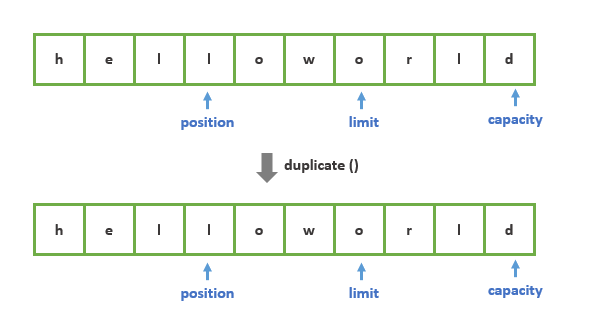 h e l l o w o r l d
position limit capacity
duplicate ()
h e l l o w o r l d
position limit capacity